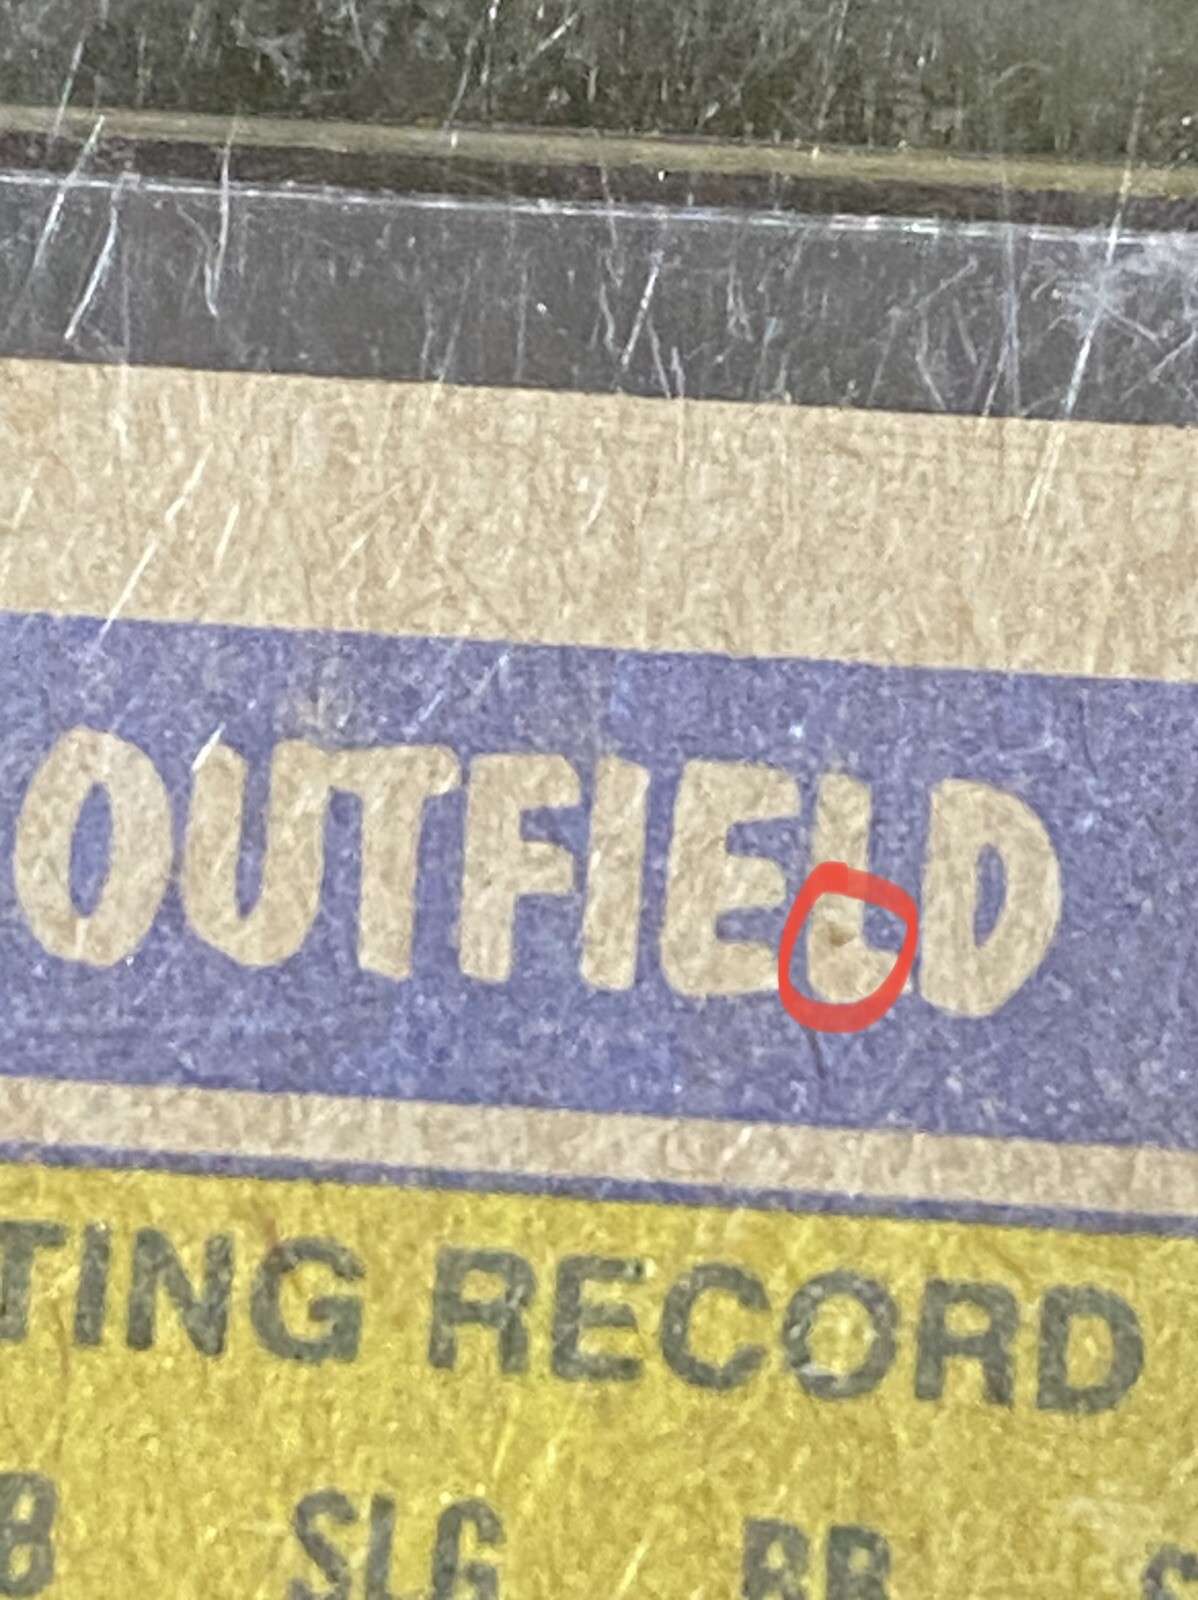 OUTFIELD
TING RECORD
SLG BB